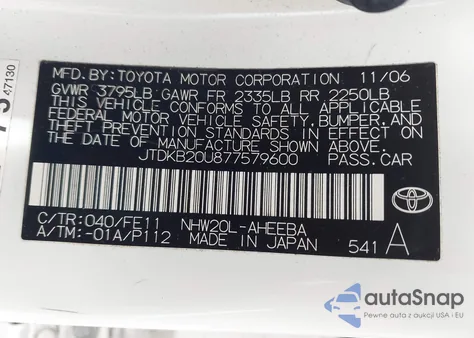 MFD.BY:TOYOTA MOTOR CORPORATION 11/06
GVWR 3795LB GAWR FR 2335LB RR 2250LB
THIS VEHICLE CONFORMS TO ALL APPLICABLE
FEDERAL MOTOR VEHICLE SAFETY, BUMPER, AND
THEFT PREVENTION STANDARDS IN EFFECT ON
THE DATE OF MANUFACTURE SHOWN ABOVE.
JTDKB20U877579600 PASS.CAR
C/TR:040/FE11 NHW20L-AHEEBA
A/TM:-01A/P112 MADE IN JAPAN 541 A
47130
autoSnap
Pewne auta z dostępem z USA i EU